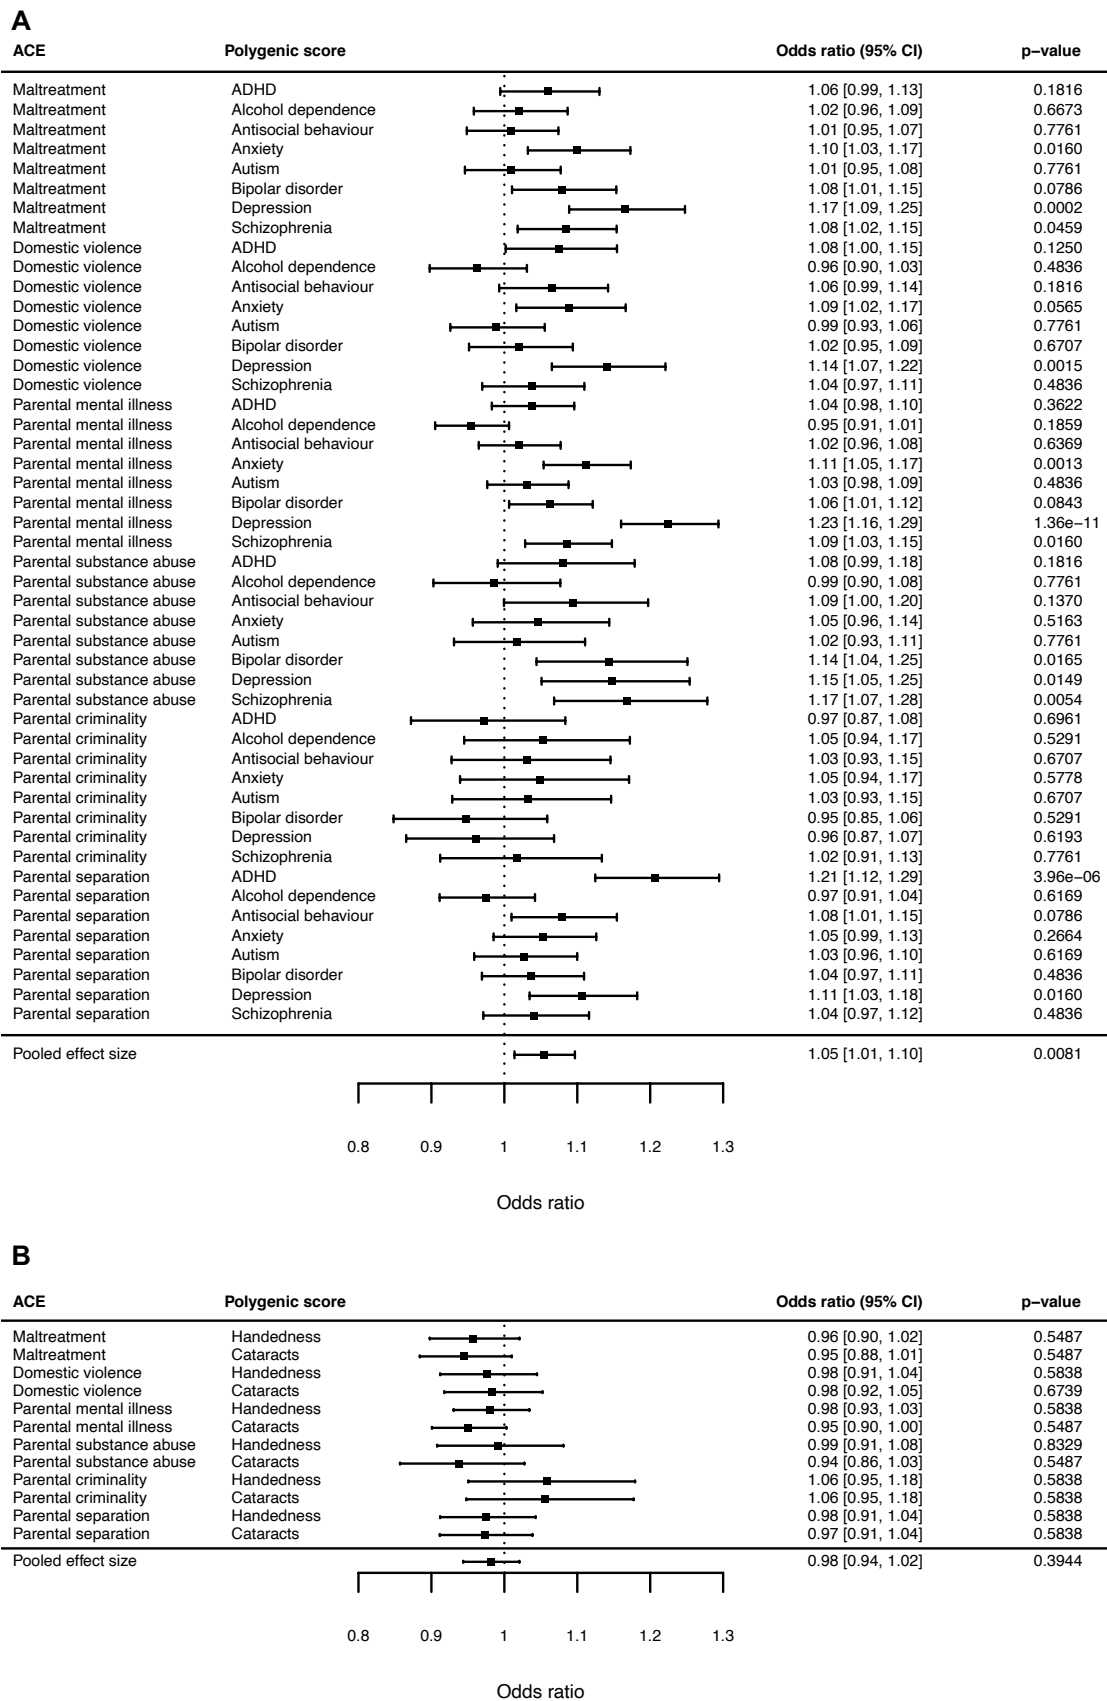 A
ACE Polygenic score Odds ratio (95% CI) p−value
Maltreatment ADHD 1.06 [0.99, 1.13] 0.1816
Maltreatment Alcohol dependence 1.02 [0.96, 1.09] 0.6673
Maltreatment Antisocial behaviour 1.01 [0.95, 1.07] 0.7761
Maltreatment Anxiety 1.10 [1.03, 1.17] 0.0160
Maltreatment Autism 1.01 [0.95, 1.08] 0.7761
Maltreatment Bipolar disorder 1.08 [1.01, 1.15] 0.0786
Maltreatment Depression 1.17 [1.09, 1.25] 0.0002
Maltreatment Schizophrenia 1.08 [1.02, 1.15] 0.0459
Domestic violence ADHD 1.08 [1.00, 1.15] 0.1250
Domestic violence Alcohol dependence 0.96 [0.90, 1.03] 0.4836
Domestic violence Antisocial behaviour 1.06 [0.99, 1.14] 0.1816
Domestic violence Anxiety 1.09 [1.02, 1.17] 0.0565
Domestic violence Autism 0.99 [0.93, 1.06] 0.7761
Domestic violence Bipolar disorder 1.02 [0.95, 1.09] 0.6707
Domestic violence Depression 1.14 [1.07, 1.22] 0.0015
Domestic violence Schizophrenia 1.04 [0.97, 1.11] 0.4836
Parental mental illness ADHD 1.04 [0.98, 1.10] 0.3622
Parental mental illness Alcohol dependence 0.95 [0.91, 1.01] 0.1859
Parental mental illness Antisocial behaviour 1.02 [0.96, 1.08] 0.6369
Parental mental illness Anxiety 1.11 [1.05, 1.17] 0.0013
Parental mental illness Autism 1.03 [0.98, 1.09] 0.4836
Parental mental illness Bipolar disorder 1.06 [1.01, 1.12] 0.0843
Parental mental illness Depression 1.23 [1.16, 1.29] 1.36e−11
Parental mental illness Schizophrenia 1.09 [1.03, 1.15] 0.0160
Parental substance abuse ADHD 1.08 [0.99, 1.18] 0.1816
Parental substance abuse Alcohol dependence 0.99 [0.90, 1.08] 0.7761
Parental substance abuse Antisocial behaviour 1.09 [1.00, 1.20] 0.1370
Parental substance abuse Anxiety 1.05 [0.96, 1.14] 0.5163
Parental substance abuse Autism 1.02 [0.93, 1.11] 0.7761
Parental substance abuse Bipolar disorder 1.14 [1.04, 1.25] 0.0165
Parental substance abuse Depression 1.15 [1.05, 1.25] 0.0149
Parental substance abuse Schizophrenia 1.17 [1.07, 1.28] 0.0054
Parental criminality ADHD 0.97 [0.87, 1.08] 0.6961
Parental criminality Alcohol dependence 1.05 [0.94, 1.17] 0.5291
Parental criminality Antisocial behaviour 1.03 [0.93, 1.15] 0.6707
Parental criminality Anxiety 1.05 [0.94, 1.17] 0.5778
Parental criminality Autism 1.03 [0.93, 1.15] 0.6707
Parental criminality Bipolar disorder 0.95 [0.85, 1.06] 0.5291
Parental criminality Depression 0.96 [0.87, 1.07] 0.6193
Parental criminality Schizophrenia 1.02 [0.91, 1.13] 0.7761
Parental separation ADHD 1.21 [1.12, 1.29] 3.96e−06
Parental separation Alcohol dependence 0.97 [0.91, 1.04] 0.6169
Parental separation Antisocial behaviour 1.08 [1.01, 1.15] 0.0786
Parental separation Anxiety 1.05 [0.99, 1.13] 0.2664
Parental separation Autism 1.03 [0.96, 1.10] 0.6169
Parental separation Bipolar disorder 1.04 [0.97, 1.11] 0.4836
Parental separation Depression 1.11 [1.03, 1.18] 0.0160
Parental separation Schizophrenia 1.04 [0.97, 1.12] 0.4836
Pooled effect size 1.05 [1.01, 1.10] 0.0081
0.8 0.9 1 1.1 1.2 1.3
Odds ratio
B
ACE Polygenic score Odds ratio (95% CI) p−value
Maltreatment Handedness 0.96 [0.90, 1.02] 0.5487
Maltreatment Cataracts 0.95 [0.88, 1.01] 0.5487
Domestic violence Handedness 0.98 [0.91, 1.04] 0.5838
Domestic violence Cataracts 0.98 [0.92, 1.05] 0.6739
Parental mental illness Handedness 0.98 [0.93, 1.03] 0.5838
Parental mental illness Cataracts 0.95 [0.90, 1.00] 0.5487
Parental substance abuse Handedness 0.99 [0.91, 1.08] 0.8329
Parental substance abuse Cataracts 0.94 [0.86, 1.03] 0.5487
Parental criminality Handedness 1.06 [0.95, 1.18] 0.5838
Parental criminality Cataracts 1.06 [0.95, 1.18] 0.5838
Parental separation Handedness 0.98 [0.91, 1.04] 0.5838
Parental separation Cataracts 0.97 [0.91, 1.04] 0.5838
Pooled effect size 0.98 [0.94, 1.02] 0.3944
0.8 0.9 1 1.1 1.2 1.3
Odds ratio